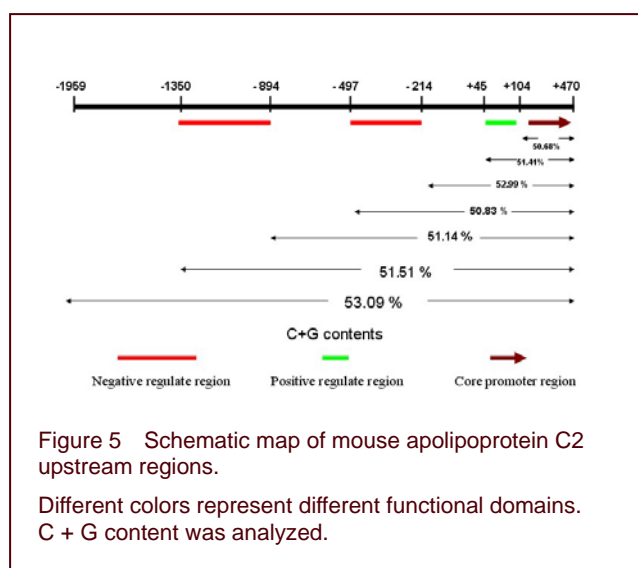 -1959 -1350 -894 -497 -214 +45 +104 +470
50.68%
51.41%
52.99 %
50.83 %
51.14 %
51.51 %
53.09 %
C+G contents
Negative regulate region Positive regulate region Core promoter region
Figure 5 Schematic map of mouse apolipoprotein C2
upstream regions.
Different colors represent different functional domains.
C + G content was analyzed.